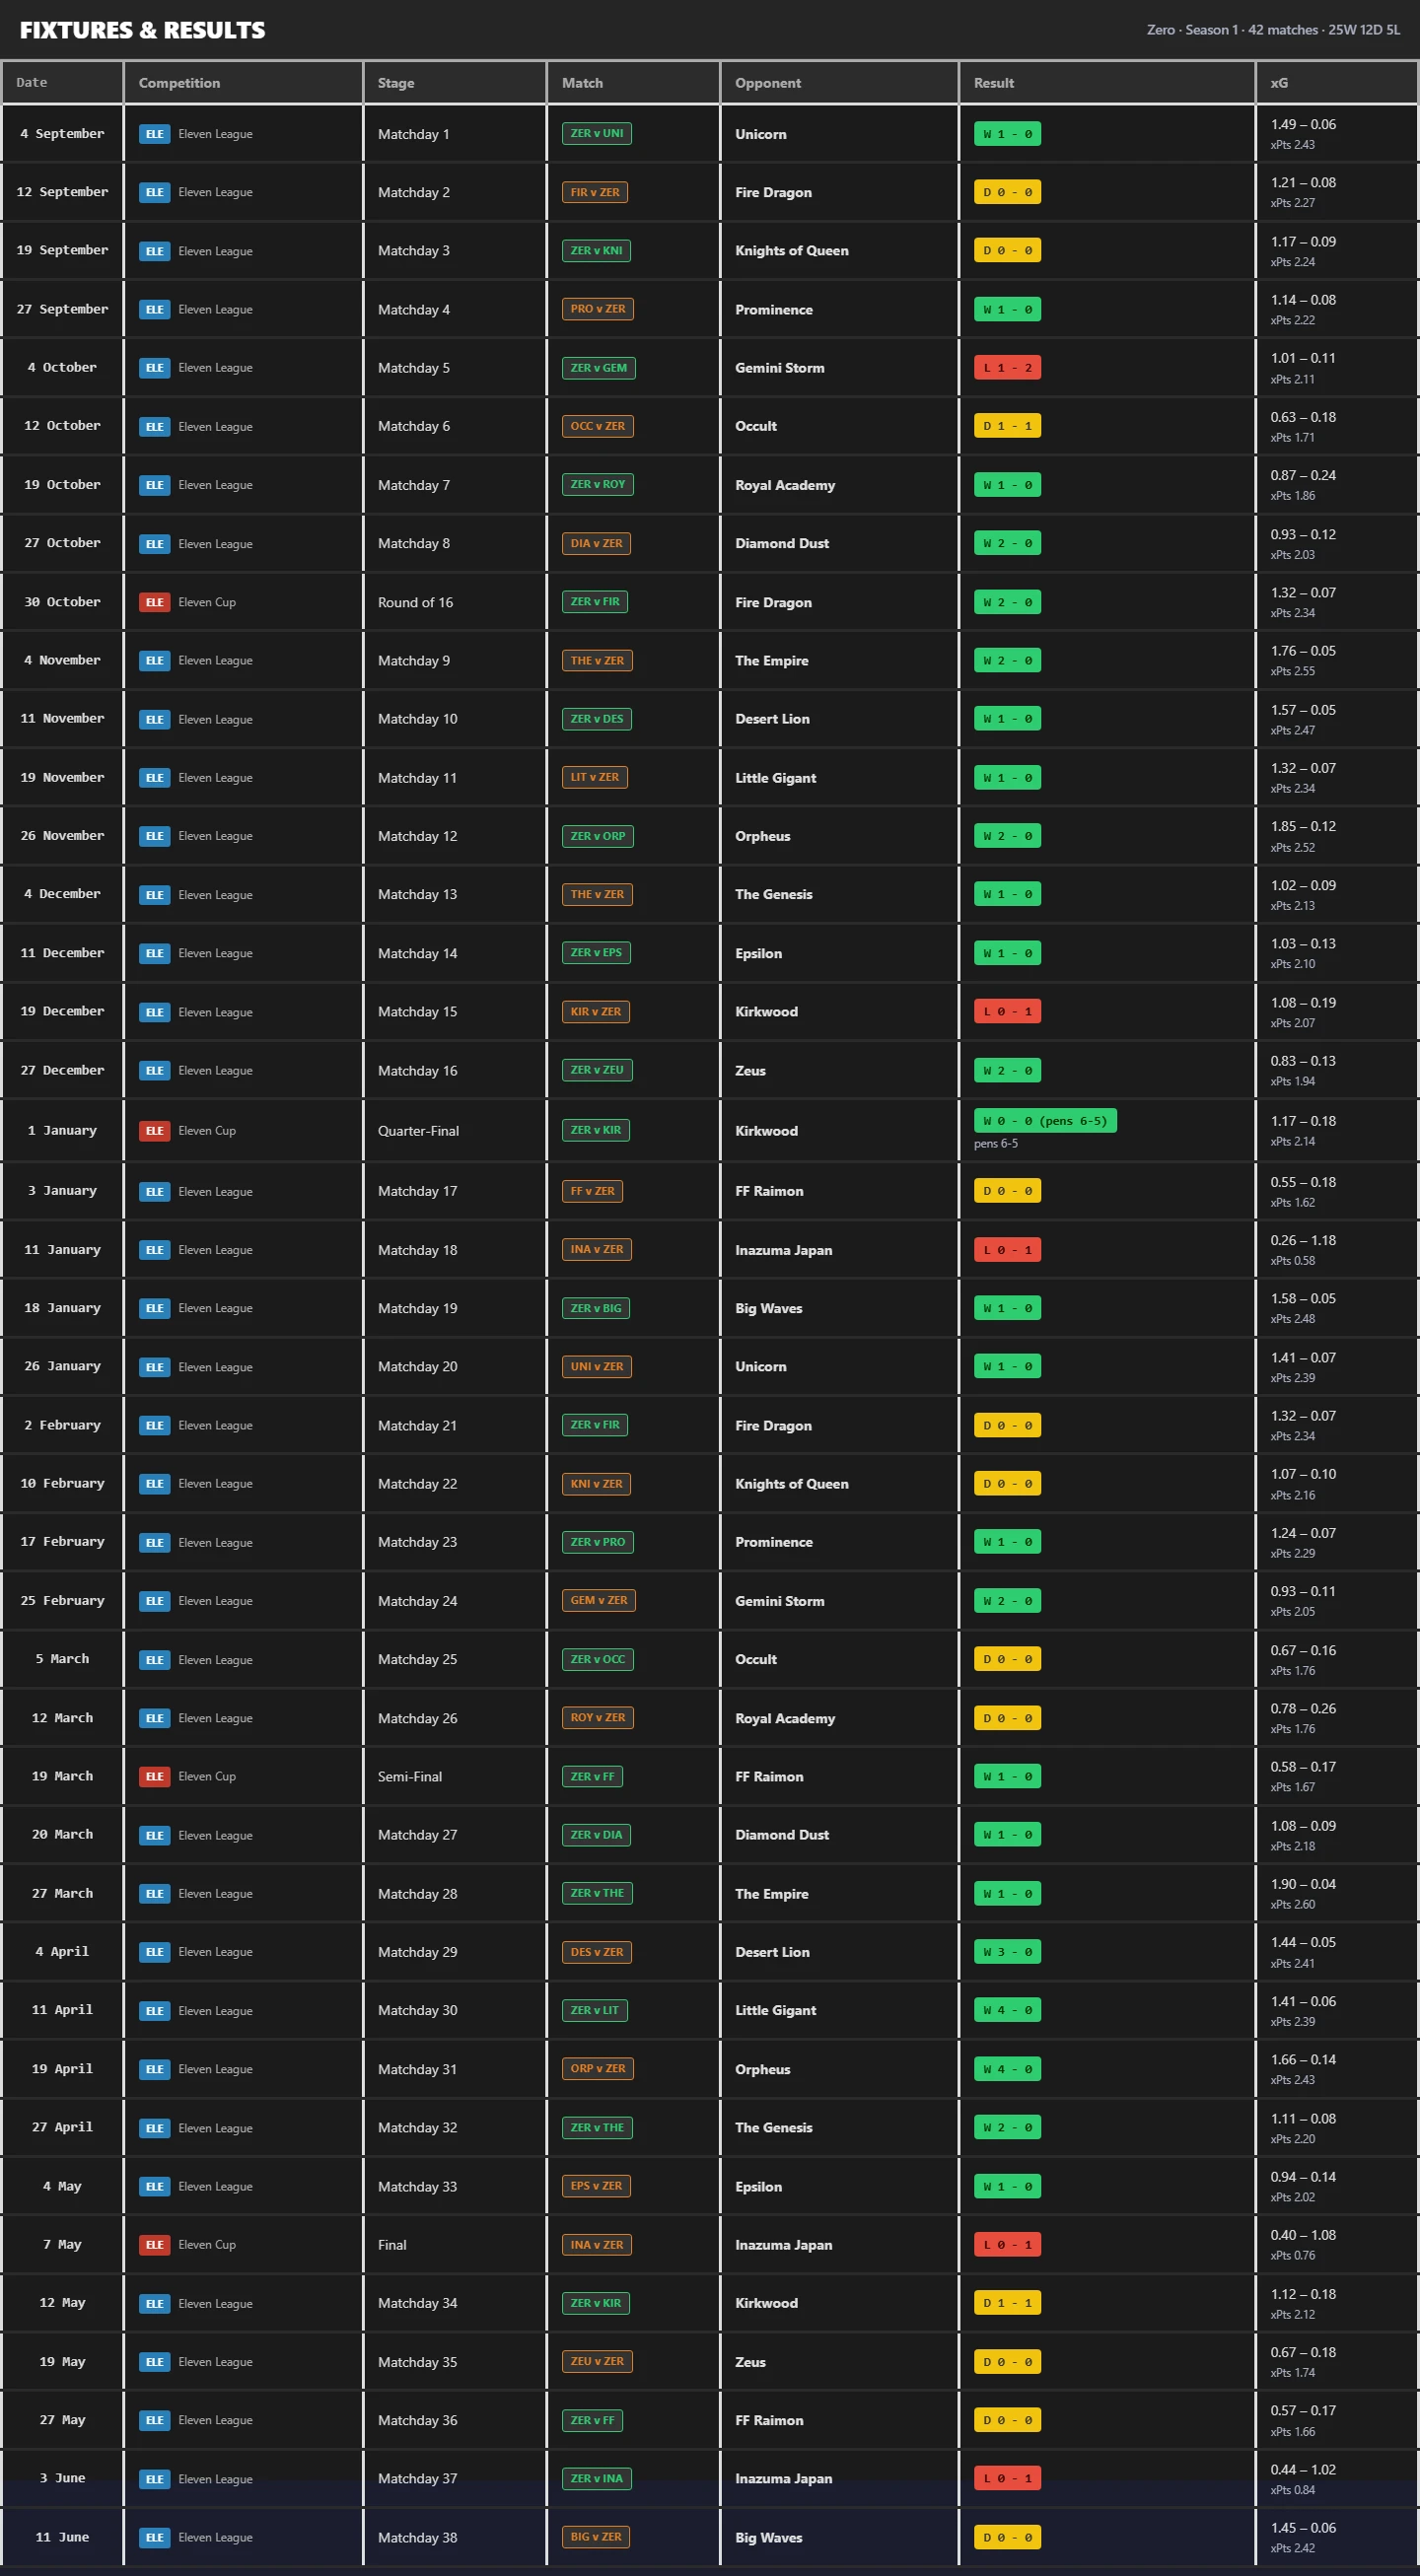 FIXTURES & RESULTS
Zero · Season 1 · 42 matches · 25W 12D 5L
Date Competition Stage Match Opponent Result xG
4 September ELE Eleven League Matchday 1 ZER v UNI Unicorn W 1 - 0 1.49 – 0.06
xPts 2.43
12 September ELE Eleven League Matchday 2 FIR v ZER Fire Dragon D 0 - 0 1.21 – 0.08
xPts 2.27
19 September ELE Eleven League Matchday 3 ZER v KNI Knights of Queen D 0 - 0 1.17 – 0.09
xPts 2.24
27 September ELE Eleven League Matchday 4 PRO v ZER Prominence W 1 - 0 1.14 – 0.08
xPts 2.22
4 October ELE Eleven League Matchday 5 ZER v GEM Gemini Storm L 1 - 2 1.01 – 0.11
xPts 2.11
12 October ELE Eleven League Matchday 6 OCC v ZER Occult D 1 - 1 0.63 – 0.18
xPts 1.71
19 October ELE Eleven League Matchday 7 ZER v ROY Royal Academy W 1 - 0 0.87 – 0.24
xPts 1.86
27 October ELE Eleven League Matchday 8 DIA v ZER Diamond Dust W 2 - 0 0.93 – 0.12
xPts 2.03
30 October ELE Eleven Cup Round of 16 ZER v FIR Fire Dragon W 2 - 0 1.32 – 0.07
xPts 2.34
4 November ELE Eleven League Matchday 9 THE v ZER The Empire W 2 - 0 1.76 – 0.05
xPts 2.55
11 November ELE Eleven League Matchday 10 ZER v DES Desert Lion W 1 - 0 1.57 – 0.05
xPts 2.47
19 November ELE Eleven League Matchday 11 LIT v ZER Little Gigant W 1 - 0 1.32 – 0.07
xPts 2.34
26 November ELE Eleven League Matchday 12 ZER v ORP Orpheus W 2 - 0 1.85 – 0.12
xPts 2.52
4 December ELE Eleven League Matchday 13 THE v ZER The Genesis W 1 - 0 1.02 – 0.09
xPts 2.13
11 December ELE Eleven League Matchday 14 ZER v EPS Epsilon W 1 - 0 1.03 – 0.13
xPts 2.10
19 December ELE Eleven League Matchday 15 KIR v ZER Kirkwood L 0 - 1 1.08 – 0.19
xPts 2.07
27 December ELE Eleven League Matchday 16 ZER v ZEU Zeus W 2 - 0 0.83 – 0.13
xPts 1.94
1 January ELE Eleven Cup Quarter-Final ZER v KIR Kirkwood W 0 - 0 (pens 6-5) 1.17 – 0.18
pens 6-5 xPts 2.14
3 January ELE Eleven League Matchday 17 FF v ZER FF Raimon D 0 - 0 0.55 – 0.18
xPts 1.62
11 January ELE Eleven League Matchday 18 INA v ZER Inazuma Japan L 0 - 1 0.26 – 1.18
xPts 0.58
18 January ELE Eleven League Matchday 19 ZER v BIG Big Waves W 1 - 0 1.58 – 0.05
xPts 2.48
26 January ELE Eleven League Matchday 20 UNI v ZER Unicorn W 1 - 0 1.41 – 0.07
xPts 2.39
2 February ELE Eleven League Matchday 21 ZER v FIR Fire Dragon D 0 - 0 1.32 – 0.07
xPts 2.34
10 February ELE Eleven League Matchday 22 KNI v ZER Knights of Queen D 0 - 0 1.07 – 0.10
xPts 2.16
17 February ELE Eleven League Matchday 23 ZER v PRO Prominence W 1 - 0 1.24 – 0.07
xPts 2.29
25 February ELE Eleven League Matchday 24 GEM v ZER Gemini Storm W 2 - 0 0.93 – 0.11
xPts 2.05
5 March ELE Eleven League Matchday 25 ZER v OCC Occult D 0 - 0 0.67 – 0.16
xPts 1.76
12 March ELE Eleven League Matchday 26 ROY v ZER Royal Academy D 0 - 0 0.78 – 0.26
xPts 1.76
19 March ELE Eleven Cup Semi-Final ZER v FF FF Raimon W 1 - 0 0.58 – 0.17
xPts 1.67
20 March ELE Eleven League Matchday 27 ZER v DIA Diamond Dust W 1 - 0 1.08 – 0.09
xPts 2.18
27 March ELE Eleven League Matchday 28 ZER v THE The Empire W 1 - 0 1.90 – 0.04
xPts 2.60
4 April ELE Eleven League Matchday 29 DES v ZER Desert Lion W 3 - 0 1.44 – 0.05
xPts 2.41
11 April ELE Eleven League Matchday 30 ZER v LIT Little Gigant W 4 - 0 1.41 – 0.06
xPts 2.39
19 April ELE Eleven League Matchday 31 ORP v ZER Orpheus W 4 - 0 1.66 – 0.14
xPts 2.43
27 April ELE Eleven League Matchday 32 ZER v THE The Genesis W 2 - 0 1.11 – 0.08
xPts 2.20
4 May ELE Eleven League Matchday 33 EPS v ZER Epsilon W 1 - 0 0.94 – 0.14
xPts 2.02
7 May ELE Eleven Cup Final INA v ZER Inazuma Japan L 0 - 1 0.40 – 1.08
xPts 0.76
12 May ELE Eleven League Matchday 34 ZER v KIR Kirkwood D 1 - 1 1.12 – 0.18
xPts 2.12
19 May ELE Eleven League Matchday 35 ZEU v ZER Zeus D 0 - 0 0.67 – 0.18
xPts 1.74
27 May ELE Eleven League Matchday 36 ZER v FF FF Raimon D 0 - 0 0.57 – 0.17
xPts 1.66
3 June ELE Eleven League Matchday 37 ZER v INA Inazuma Japan L 0 - 1 0.44 – 1.02
xPts 0.84
11 June ELE Eleven League Matchday 38 BIG v ZER Big Waves D 0 - 0 1.45 – 0.06
xPts 2.42